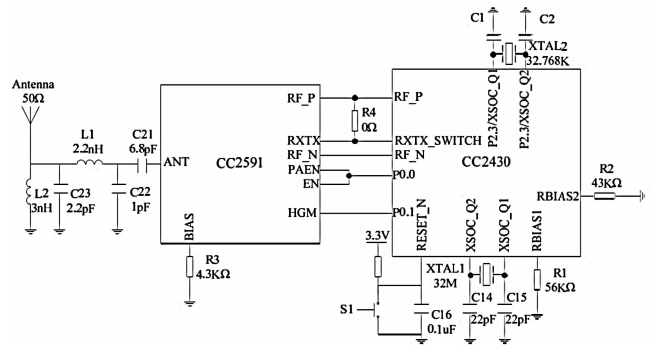 C1
C2
XTAL2
32.768K
Antenna
50Ω
L1
2.2nH
C21
6.8pF
L2
3nH
C23
2.2pF
C22
1pF
ANT
CC2591
RF_P
RXTX
RF_N
PAEN
EN
HGM
BIAS
R3
4.3KΩ
R4
0Ω
RF_P
RXTX_SWITCH
RF_N
CC2430
P0.0
P0.1
P2.3/XSOC_Q1
P2.3/XSOC_Q2
RBIAS2
R2
43KΩ
RESET_N
XSOC_Q2
XSOC_Q1
RBIAS1
3.3V
S1
C16
0.1uF
XTAL1
32M
C14
22pF
C15
22pF
R1
56KΩ